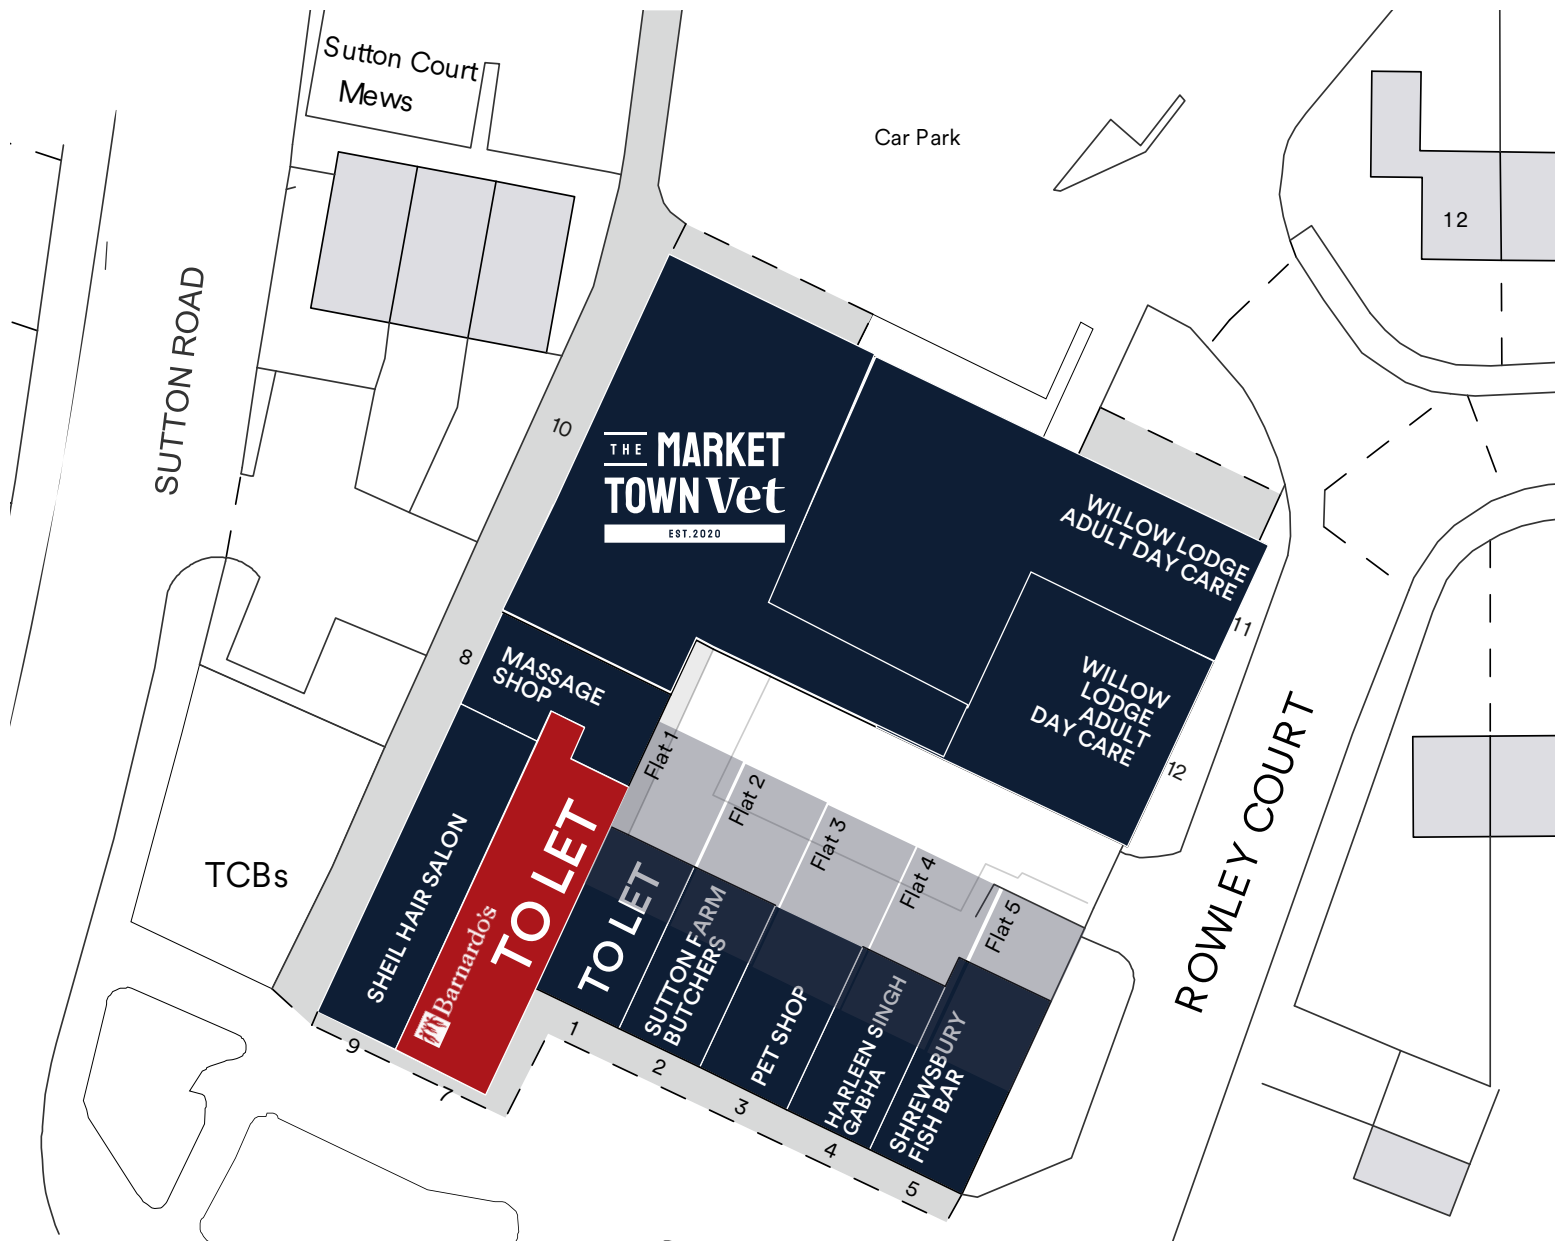 Sutton Court
Mews
Car Park
12
SUTTON ROAD
10
THE MARKET
TOWN Vet
EST.2020
WILLOW LODGE
ADULT DAY CARE
11
WILLOW
LODGE
ADULT
DAY CARE
12
8
MASSAGE
SHOP
ROWLEY COURT
Flat 1
Flat 2
Flat 3
Flat 4
Flat 5
TCBs
SHEIL HAIR SALON
Barnardo's
TO LET
TO LET
SUTTON FARM
BUTCHERS
PET SHOP
HARLEEN SINGH
GABHA
SHREWSBURY
FISH BAR
9
7
1
2
3
4
5